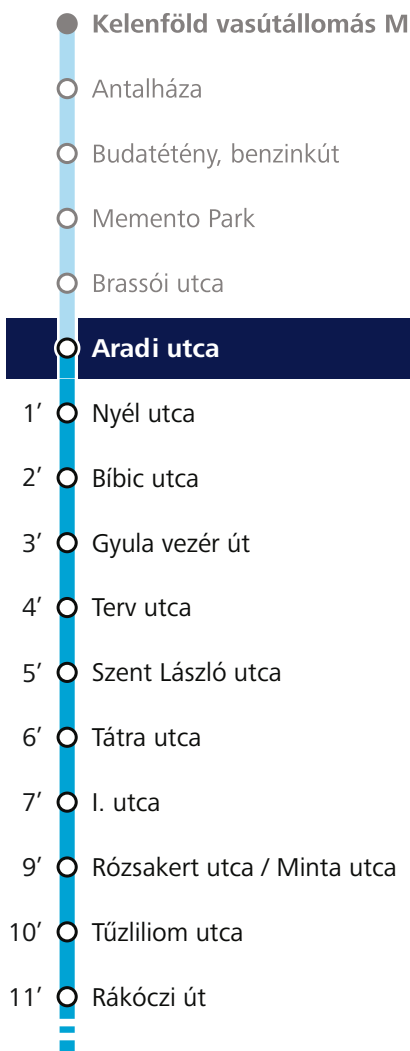 Kelenföld vasútállomás M
Antalháza
Budatétény, benzinkút
Memento Park
Brassói utca
Aradi utca
1’ Nyél utca
2’ Bíbic utca
3’ Gyula vezér út
4’ Terv utca
5’ Szent László utca
6’ Tátra utca
7’ I. utca
9’ Rózsakert utca / Minta utca
10’ Tűzliliom utca
11’ Rákóczi út